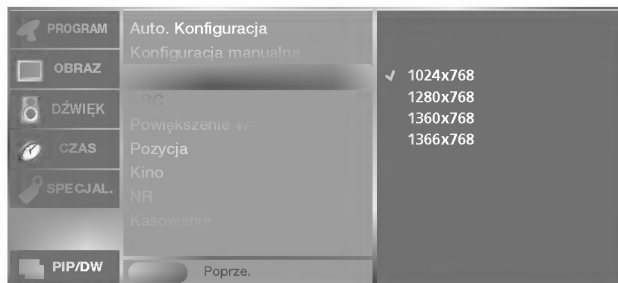 PROGRAM
OBRAZ
DŹWIĘK
CZAS
SPECJAL.
PIP/DW
Auto. Konfiguracja
Konfiguracja manualna
ARC
Powiększenie +/-
Pozycja
Kino
NR
Kasowanie
Poprze.
1024x768
1280x768
1360x768
1366x768